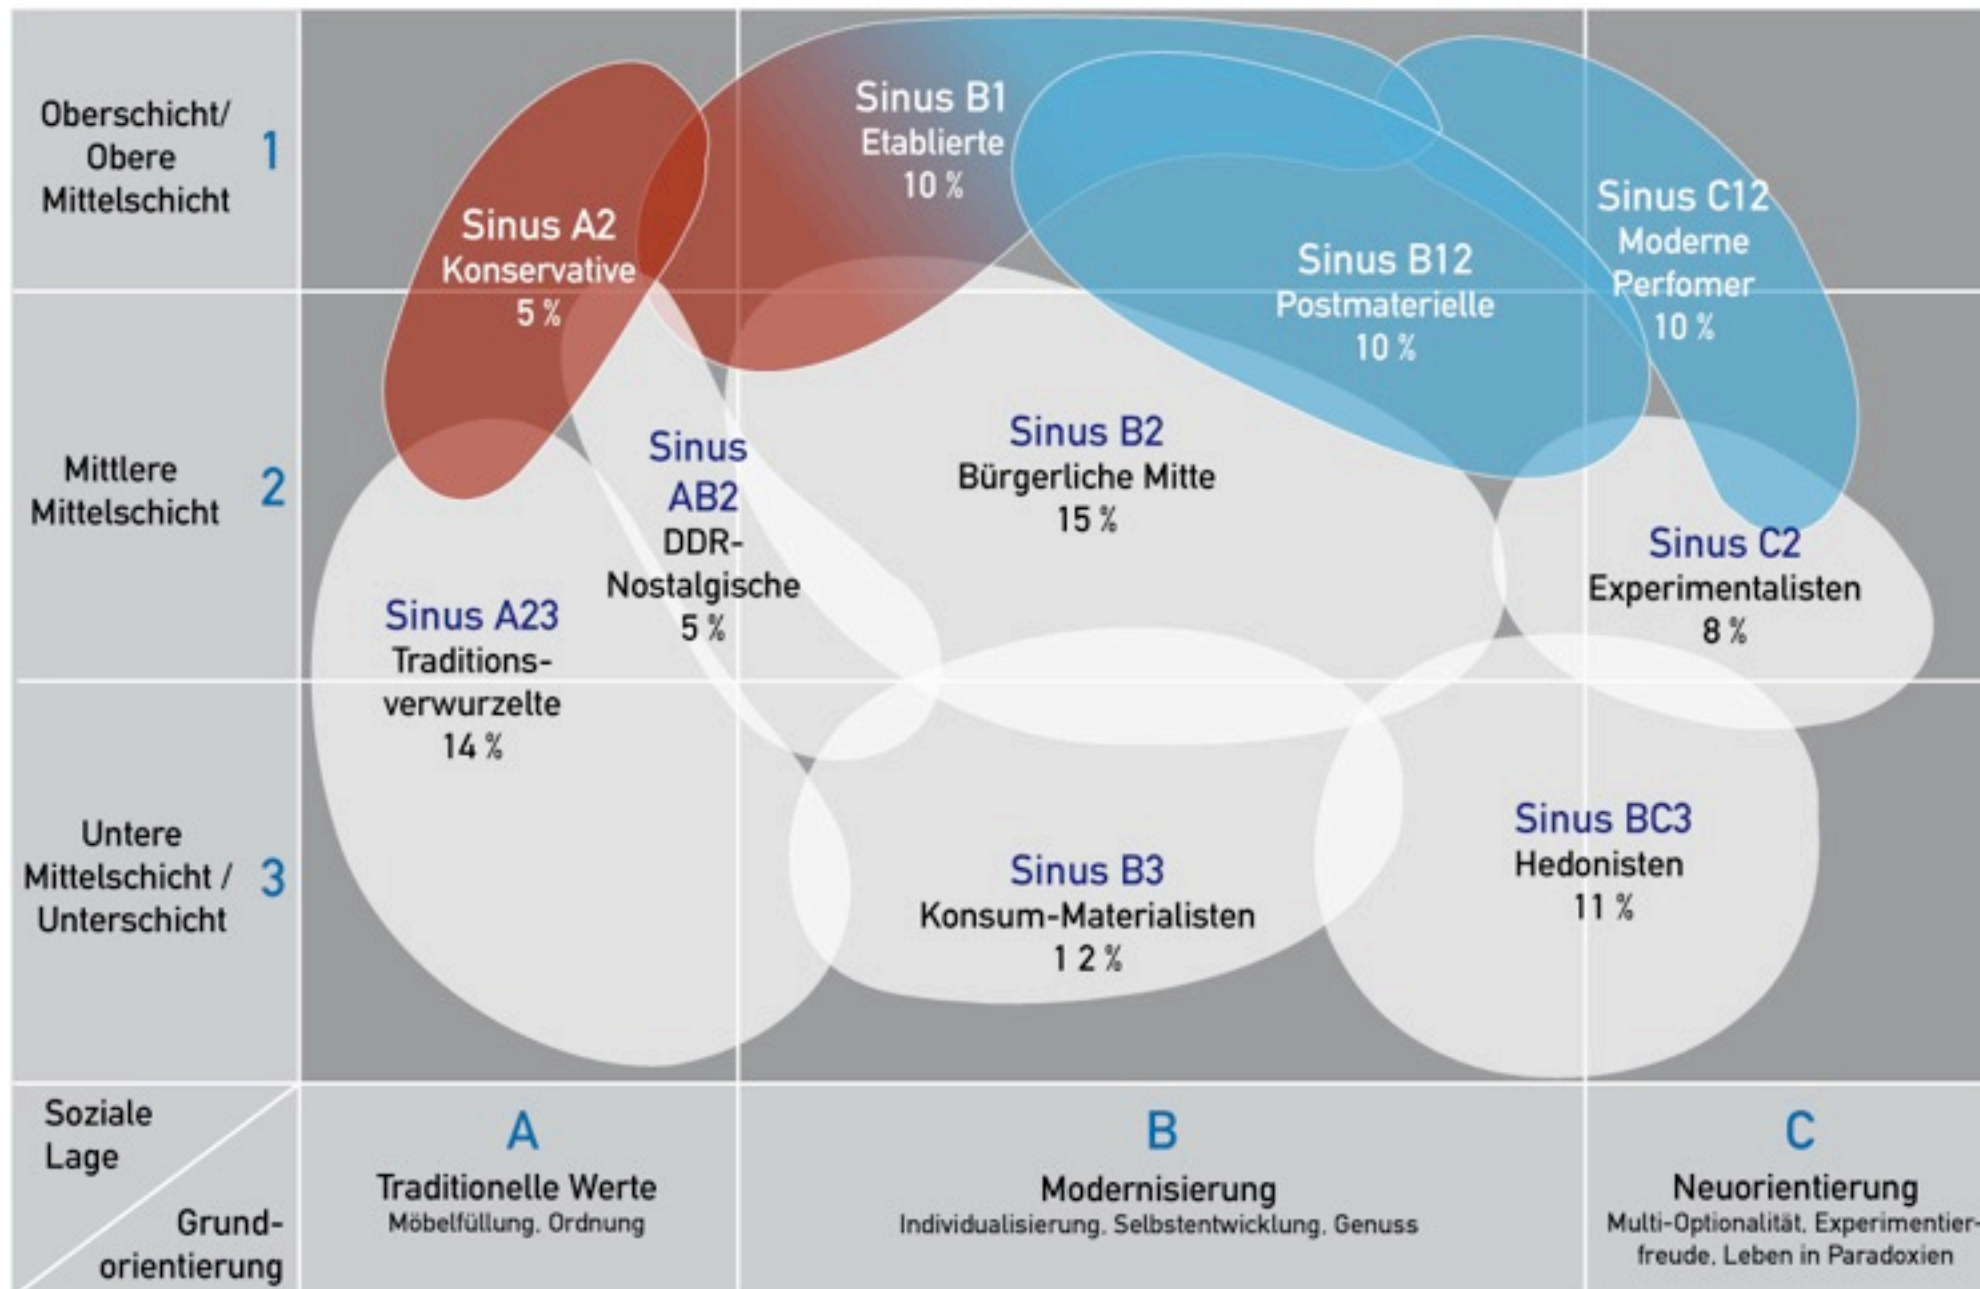 Oberschicht/
Obere
Mittelschicht
1
Mittlere
Mittelschicht
2
Untere
Mittelschicht /
Unterschicht
3
Sinus A2
Konservative
5 %
Sinus B1
Etablierte
10 %
Sinus B12
Postmaterielle
10 %
Sinus C12
Moderne
Perfomer
10 %
Sinus
AB2
DDR-
Nostalgische
5 %
Sinus B2
Bürgerliche Mitte
15 %
Sinus C2
Experimentalisten
8 %
Sinus A23
Traditions-
verwurzelte
14 %
Sinus B3
Konsum-Materialisten
1 2 %
Sinus BC3
Hedonisten
11 %
Soziale
Lage
Grund-
orientierung
A
Traditionelle Werte
Möbelfüllung, Ordnung
B
Modernisierung
Individualisierung, Selbstentwicklung, Genuss
C
Neuorientierung
Multi-Optionalität, Experimentier-
freude, Leben in Paradoxien